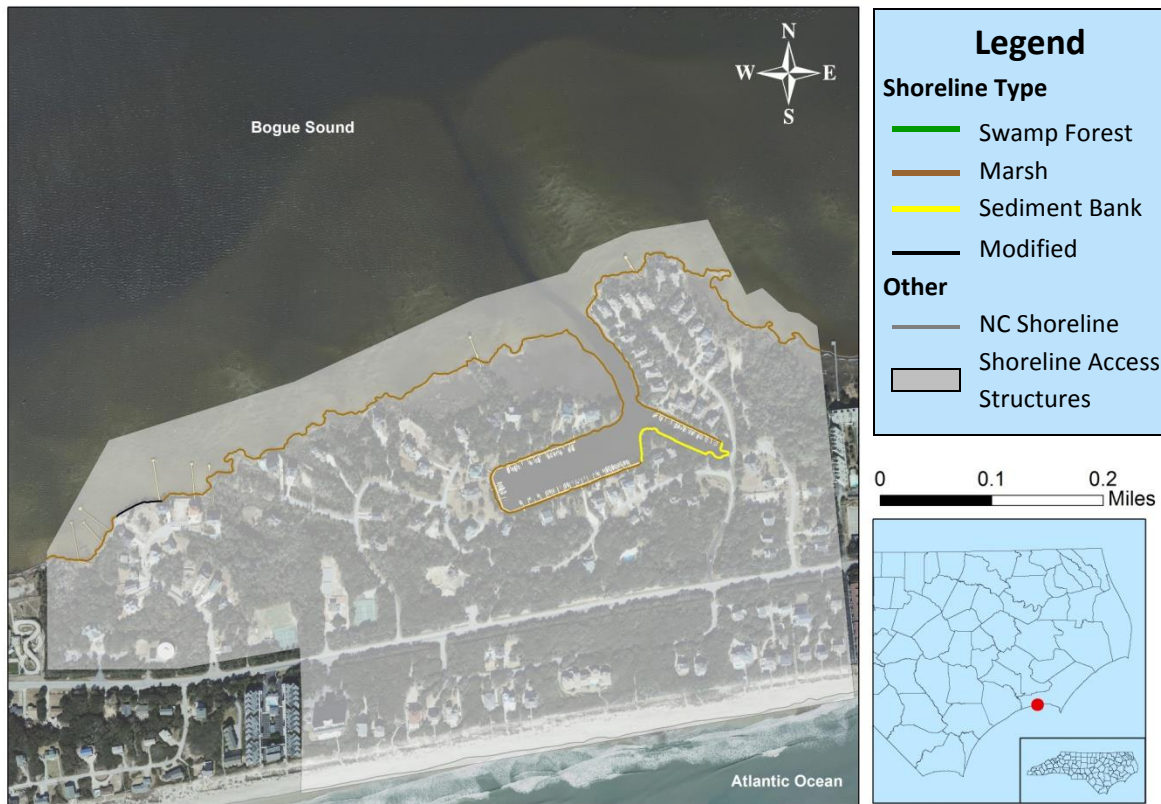 N
W E
S
Bogue Sound
Atlantic Ocean
Legend
Shoreline Type
Swamp Forest
Marsh
Sediment Bank
Modified
Other
NC Shoreline
Shoreline Access
Structures
0 0.1 0.2
Miles